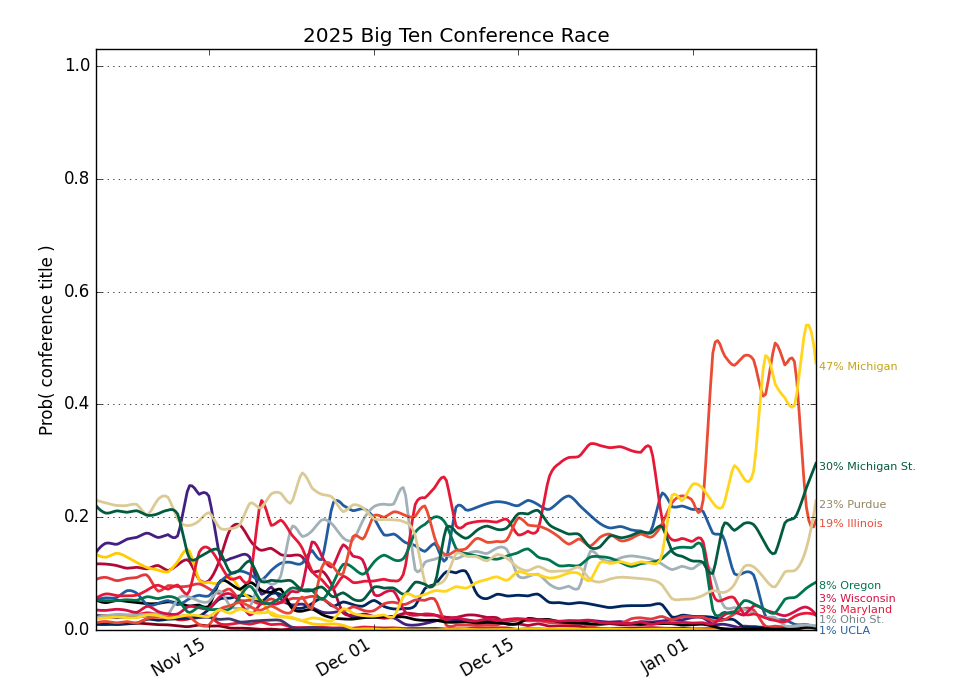 2025 Big Ten Conference Race
Prob( conference title )
1.0
0.8
0.6
0.4
0.2
0.0
Nov 15
Dec 01
Dec 15
Jan 01
47% Michigan
30% Michigan St.
23% Purdue
19% Illinois
8% Oregon
3% Wisconsin
3% Maryland
1% Ohio St.
1% UCLA